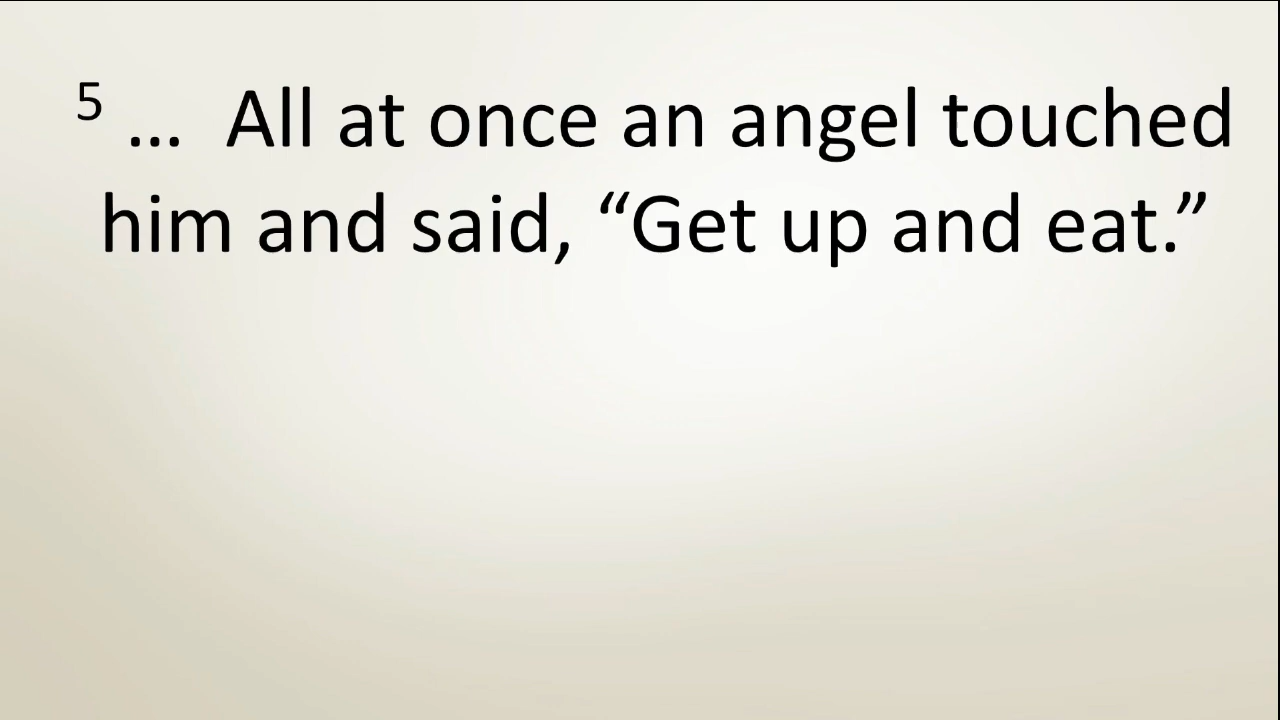 5 ... All at once an angel touched
him and said, “Get up and eat.”